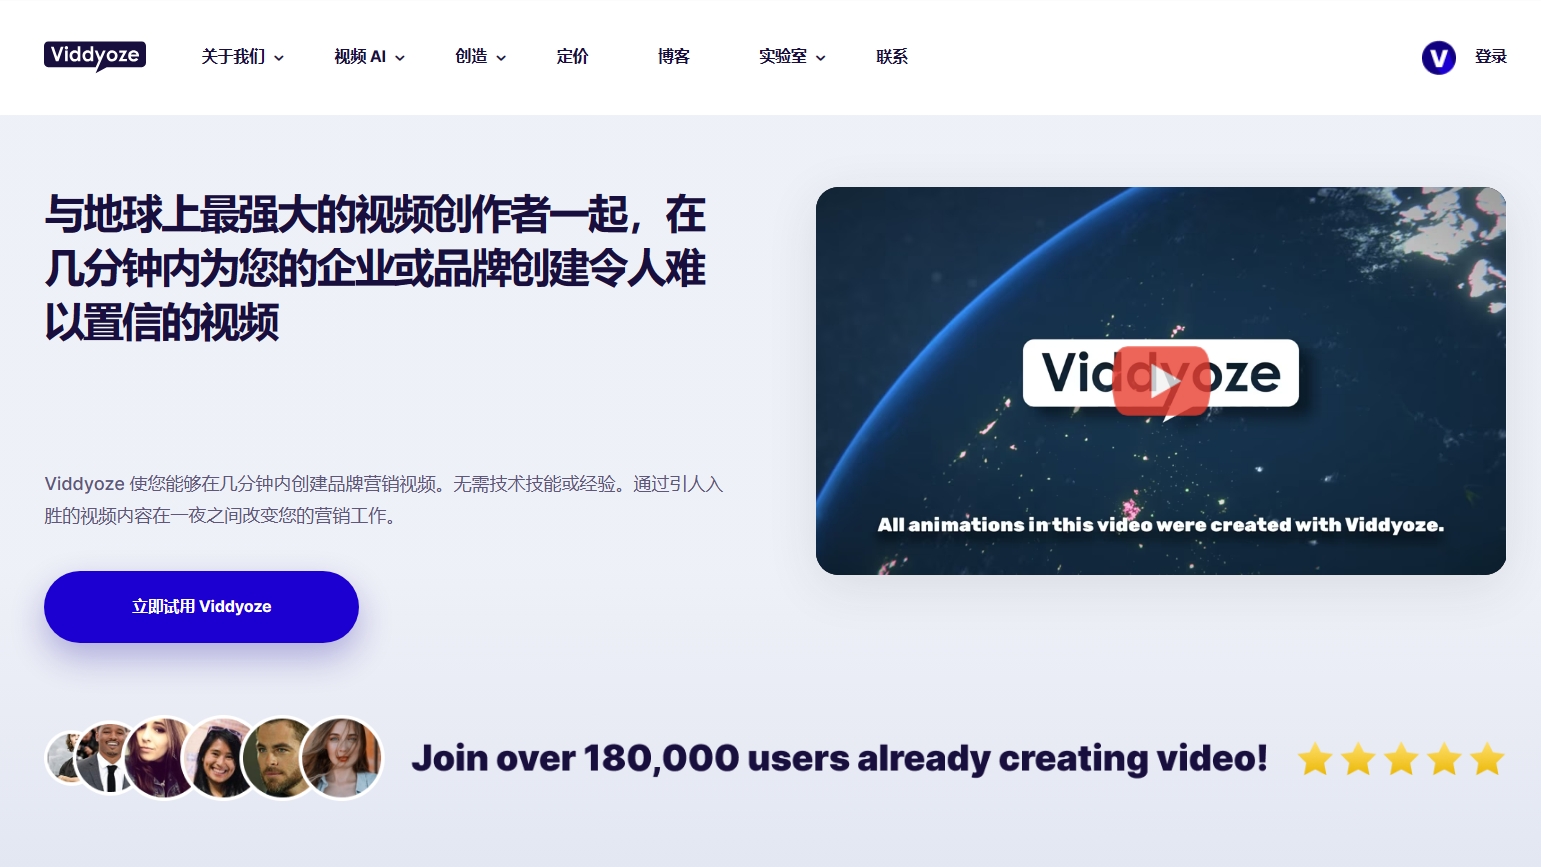 Viddyoze
关于我们
视频 AI
创造
定价
博客
实验室
联系
V
登录
与地球上最强大的视频创作者一起，在
几分钟内为您的企业或品牌创建令人难
以置信的视频
Viddyoze 使您能够在几分钟内创建品牌营销视频。无需技术技能或经验。通过引人入
胜的视频内容在一夜之间改变您的营销工作。
立即试用 Viddyoze
Viddyoze
All animations in this video were created with Viddyoze.
Join over 180,000 users already creating video!